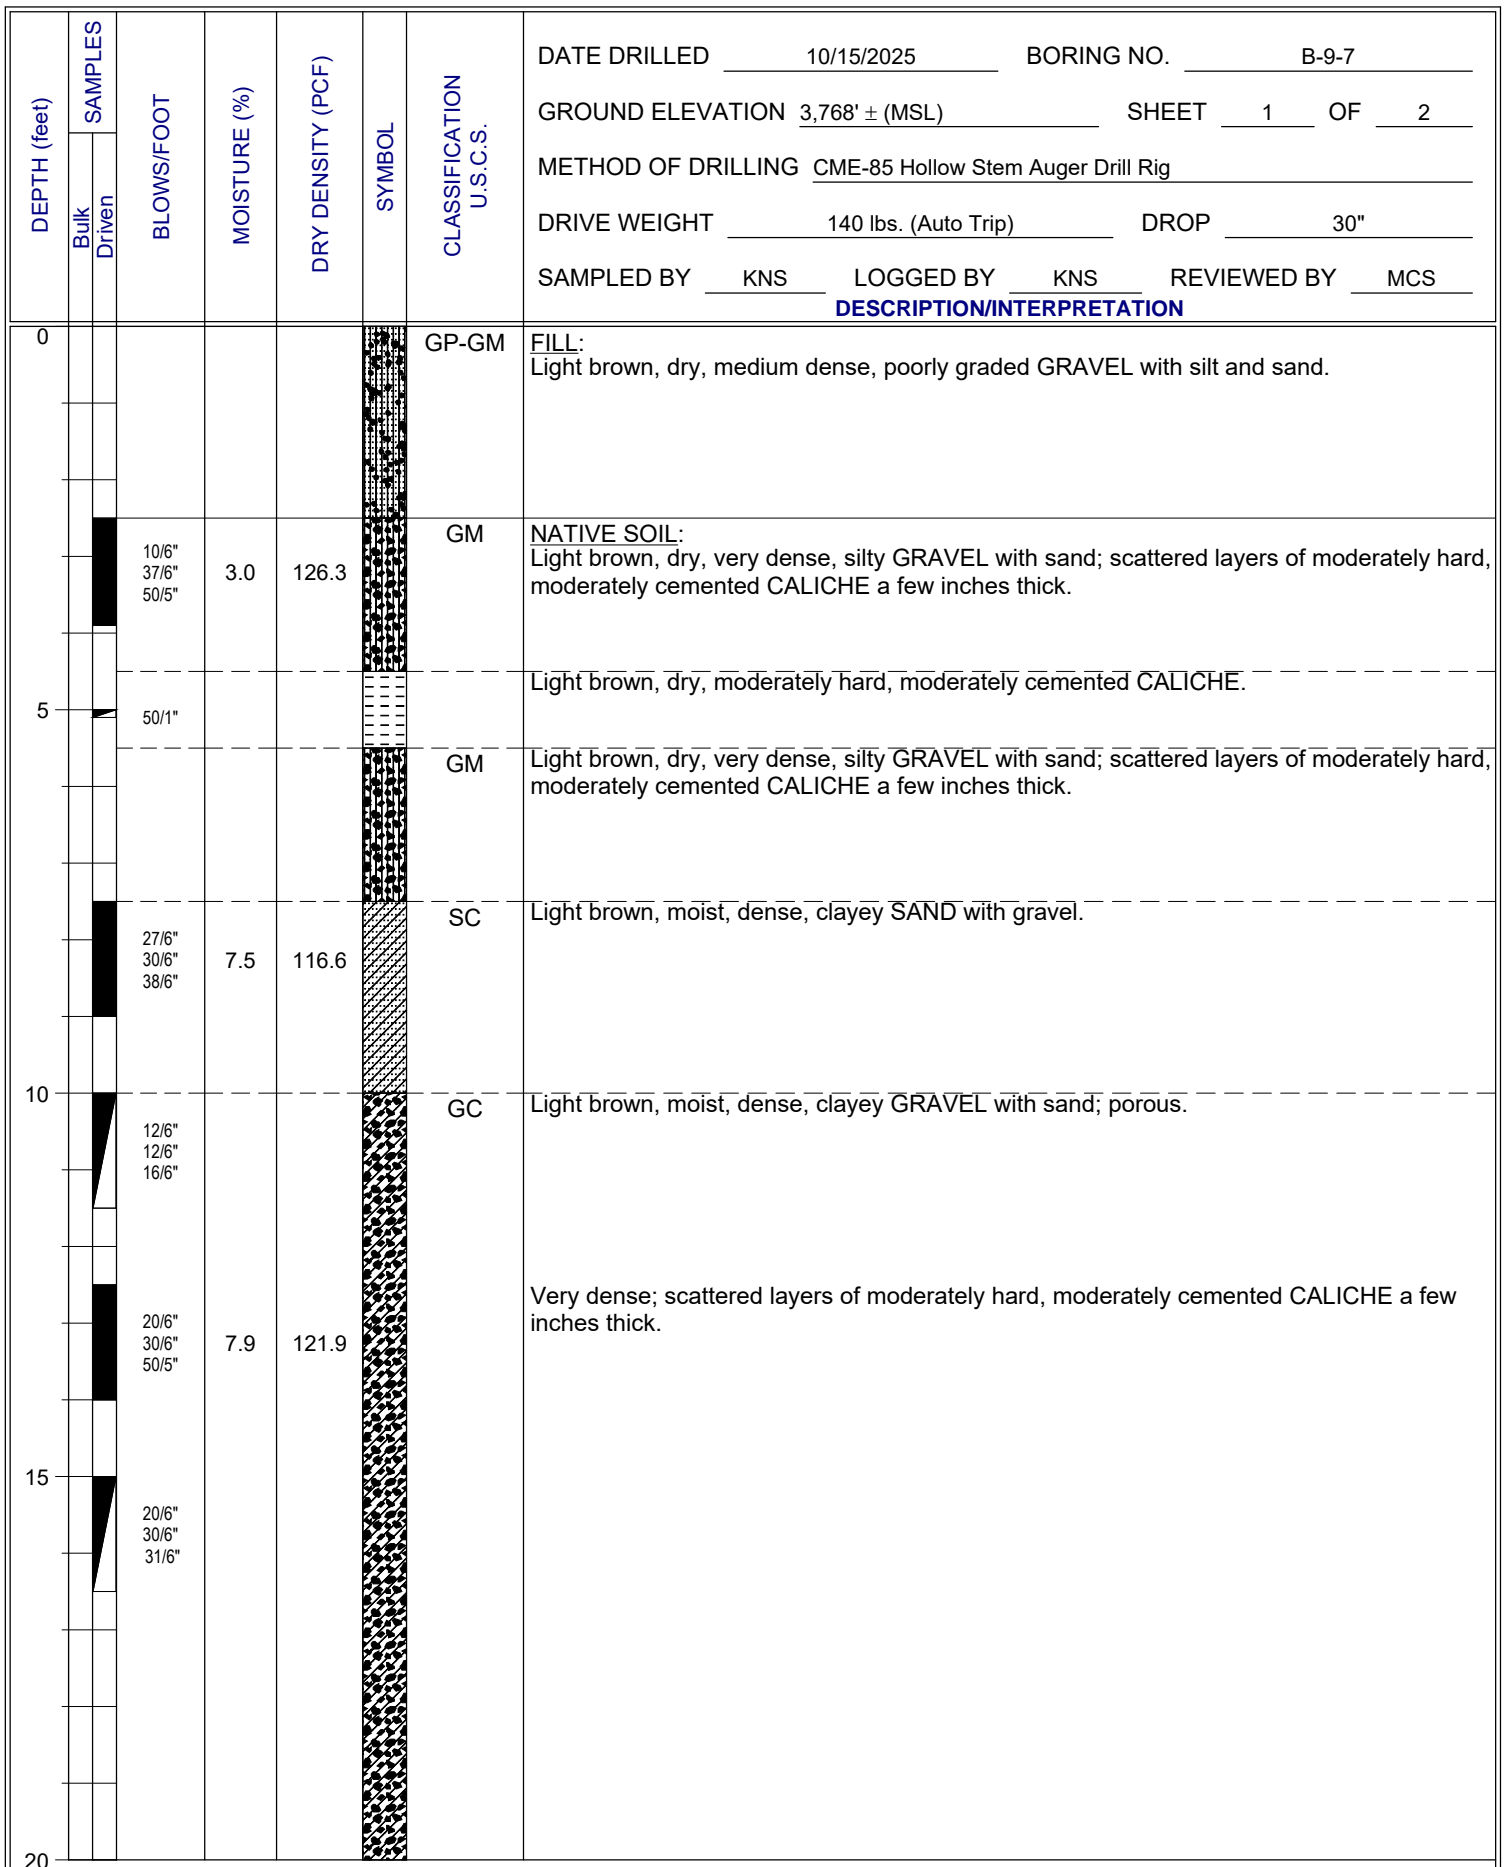 DEPTH (feet)
SAMPLES
Bulk
Driven
BLOWS/FOOT
MOISTURE (%)
DRY DENSITY (PCF)
SYMBOL
CLASSIFICATION
U.S.C.S.
DATE DRILLED 10/15/2025 BORING NO. B-9-7
GROUND ELEVATION 3,768' ± (MSL) SHEET 1 OF 2
METHOD OF DRILLING CME-85 Hollow Stem Auger Drill Rig
DRIVE WEIGHT 140 lbs. (Auto Trip) DROP 30"
SAMPLED BY KNS LOGGED BY KNS REVIEWED BY MCS
DESCRIPTION/INTERPRETATION
0
GP-GM FILL:
Light brown, dry, medium dense, poorly graded GRAVEL with silt and sand.
GM NATIVE SOIL:
10/6"
37/6" 3.0 126.3
50/5"
Light brown, dry, very dense, silty GRAVEL with sand; scattered layers of moderately hard,
moderately cemented CALICHE a few inches thick.
Light brown, dry, moderately hard, moderately cemented CALICHE.
5 50/1"
GM Light brown, dry, very dense, silty GRAVEL with sand; scattered layers of moderately hard,
moderately cemented CALICHE a few inches thick.
SC Light brown, moist, dense, clayey SAND with gravel.
27/6"
30/6" 7.5 116.6
38/6"
10
GC Light brown, moist, dense, clayey GRAVEL with sand; porous.
12/6"
12/6"
16/6"
Very dense; scattered layers of moderately hard, moderately cemented CALICHE a few
inches thick.
20/6"
30/6" 7.9 121.9
50/5"
15
20/6"
30/6"
31/6"
20